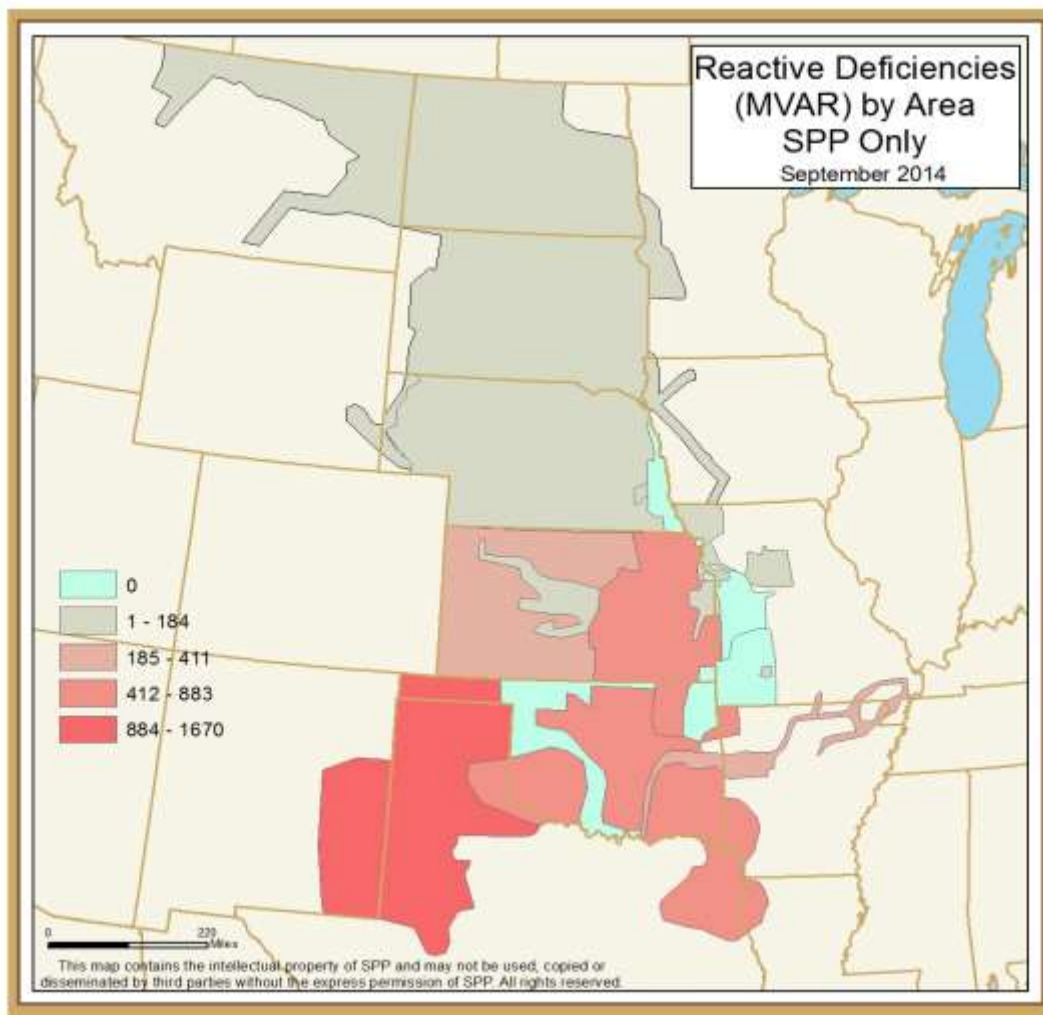 Reactive Deficiencies
(MVAR) by Area
SPP Only
September 2014
0
1 - 184
185 - 411
412 - 883
884 - 1670
0 220
Miles
This map contains the intellectual property of SPP and may not be used, copied or
disseminated by third parties without the express permission of SPP. All rights reserved.